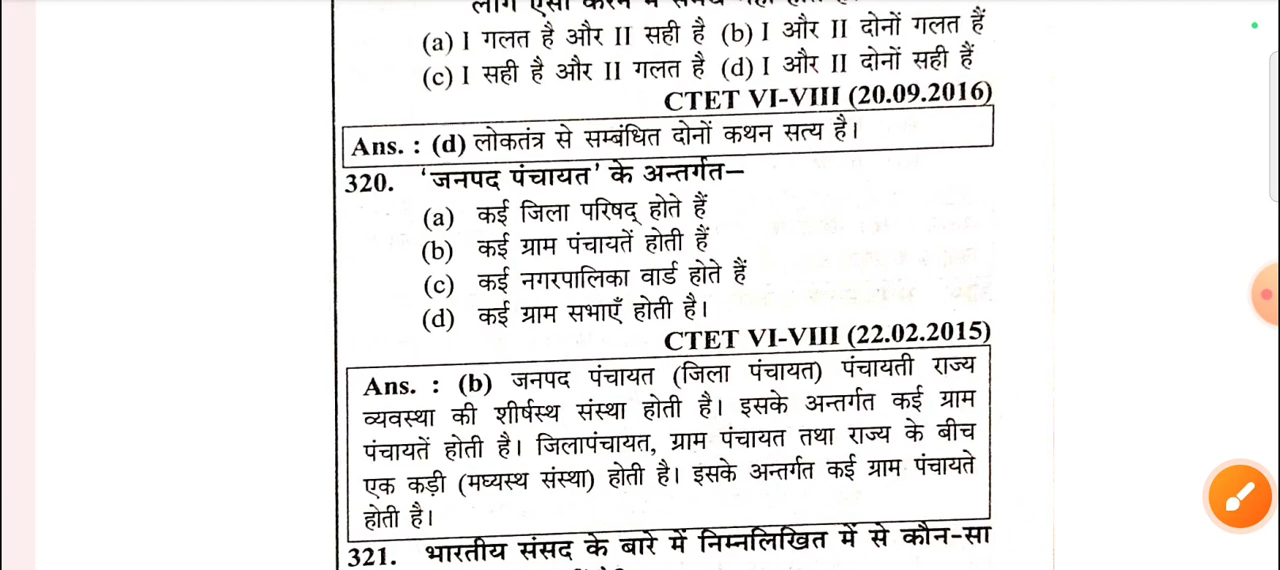 (a) I गलत है और II सही है (b) I और II दोनों गलत हैं
(c) I सही है और II गलत है (d) I और II दोनों सही हैं
CTET VI-VIII (20.09.2016)
Ans. : (d) लोकतंत्र से सम्बंधित दोनों कथन सत्य है।
320. 'जनपद पंचायत' के अन्तर्गत–
(a) कई जिला परिषद् होते हैं
(b) कई ग्राम पंचायतें होती हैं
(c) कई नगरपालिका वार्ड होते हैं
(d) कई ग्राम सभाएँ होती है।
CTET VI-VIII (22.02.2015)
Ans. : (b) जनपद पंचायत (जिला पंचायत) पंचायती राज्य
व्यवस्था की शीर्षस्थ संस्था होती है। इसके अन्तर्गत कई ग्राम
पंचायतें होती है। जिलापंचायत, ग्राम पंचायत तथा राज्य के बीच
एक कड़ी (मघ्यस्थ संस्था) होती है। इसके अन्तर्गत कई ग्राम पंचायते
होती है।
321. भारतीय संसद के बारे में निम्नलिखित में से कौन-सा